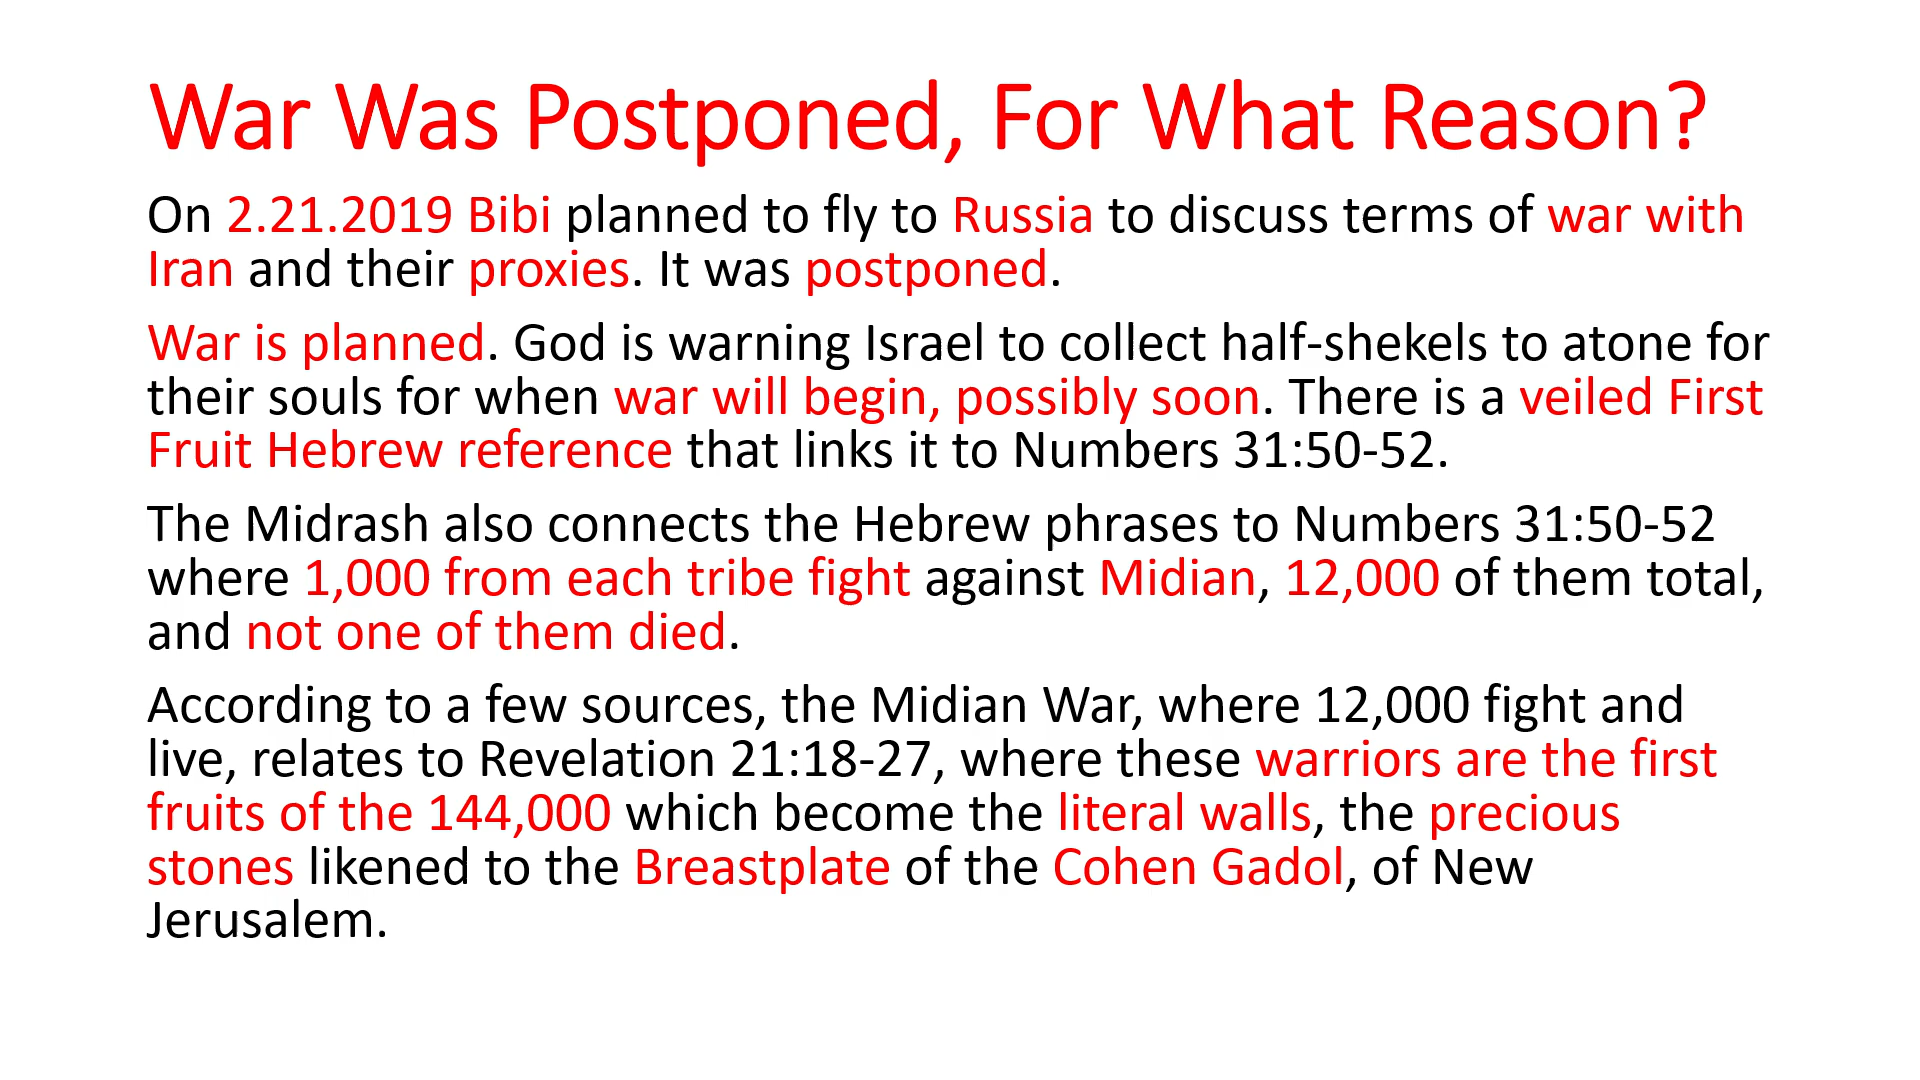 War Was Postponed, For What Reason?
On 2.21.2019 Bibi planned to fly to Russia to discuss terms of war with
Iran and their proxies. It was postponed.
War is planned. God is warning Israel to collect half-shekels to atone for
their souls for when war will begin, possibly soon. There is a veiled First
Fruit Hebrew reference that links it to Numbers 31:50-52.
The Midrash also connects the Hebrew phrases to Numbers 31:50-52
where 1,000 from each tribe fight against Midian, 12,000 of them total,
and not one of them died.
According to a few sources, the Midian War, where 12,000 fight and
live, relates to Revelation 21:18-27, where these warriors are the first
fruits of the 144,000 which become the literal walls, the precious
stones likened to the Breastplate of the Cohen Gadol, of New
Jerusalem.